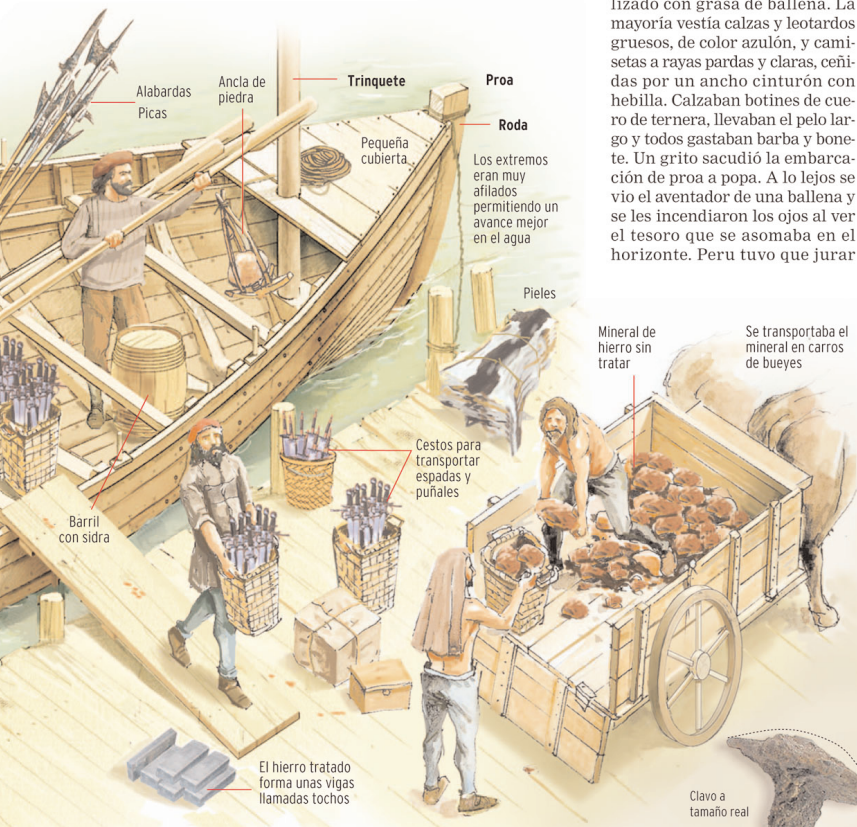 lizado con grasa de ballena. La
mayoría vestía calzas y leotardos
gruesos, de color azulón, y cami-
setas a rayas pardas y claras, ceñi-
das por un ancho cinturón con
hebilla. Calzaban botines de cue-
ro de ternera, llevaban el pelo lar-
go y todos gastaban barba y bone-
te. Un grito sacudió la embarca-
ción de proa a popa. A lo lejos se
vio el aventador de una ballena y
se les incendiaron los ojos al ver
el tesoro que se asomaba en el
horizonte. Peru tuvo que jurar
Alabardas
Picas
Ancla de
piedra
Trinquete
Proa
Roda
Pequeña
cubierta
Los extremos
eran muy
afilados
permitiendo un
avance mejor
en el agua
Pieles
Mineral de
hierro sin
tratar
Se transportaba el
mineral en carros
de bueyes
Cestos para
transportar
espadas y
puñales
Barril
con sidra
El hierro tratado
forma unas vigas
llamadas tochos
Clavo a
tamaño real